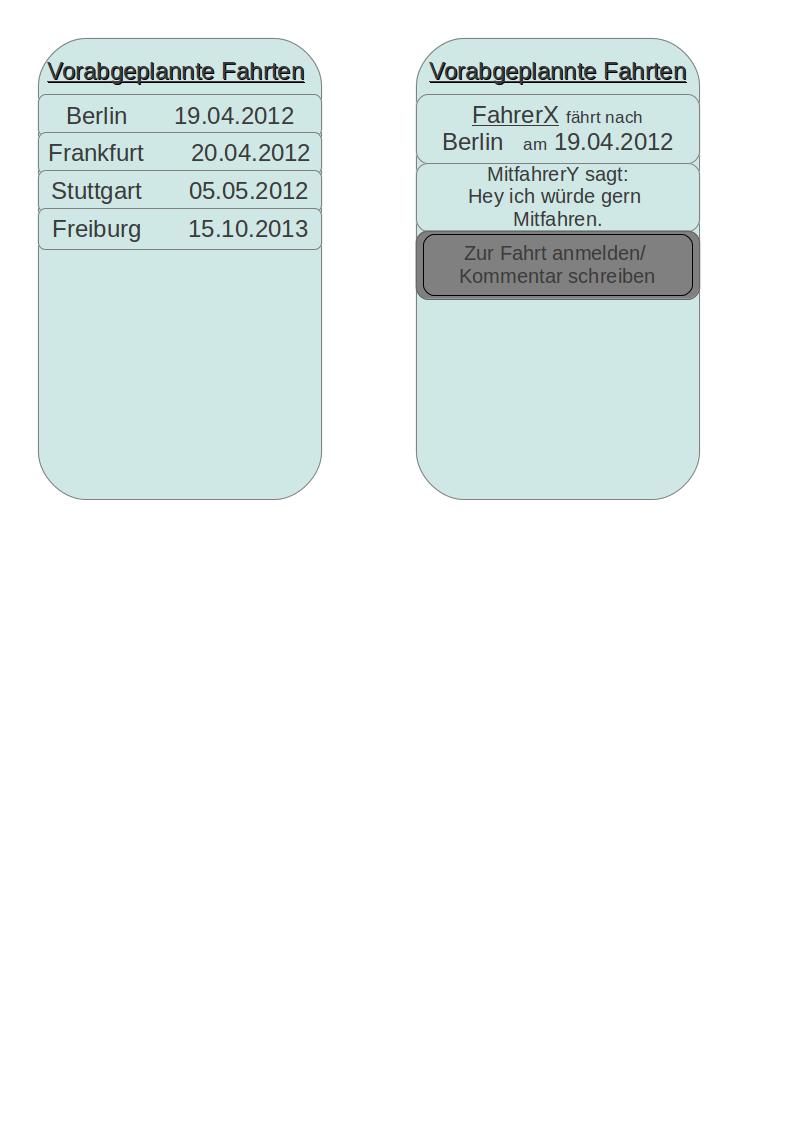 Vorabgeplannte Fahrten
Berlin 19.04.2012
Frankfurt 20.04.2012
Stuttgart 05.05.2012
Freiburg 15.10.2013
Vorabgeplannte Fahrten
FahrerX fährt nach
Berlin am 19.04.2012
MitfahrerY sagt:
Hey ich würde gern
Mitfahren.
Zur Fahrt anmelden/
Kommentar schreiben